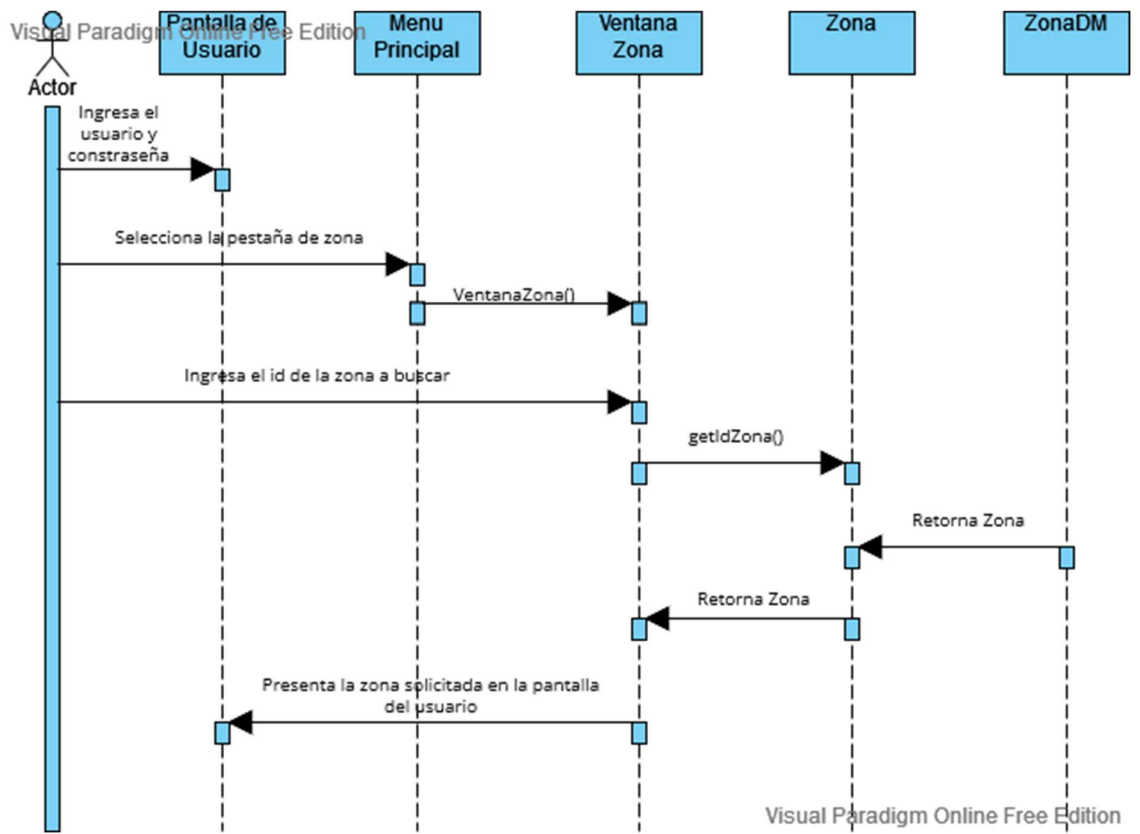 Visual Paradigm Online Free Edition
Actor
Pantalla de
Usuario
Menu
Principal
Ventana
Zona
Zona
ZonaDM
Ingresa el
usuario y
constraseña
Selecciona la pestaña de zona
VentanaZona()
Ingresa el id de la zona a buscar
getIdZona()
Retorna Zona
Retorna Zona
Presenta la zona solicitada en la pantalla
del usuario
Visual Paradigm Online Free Edition